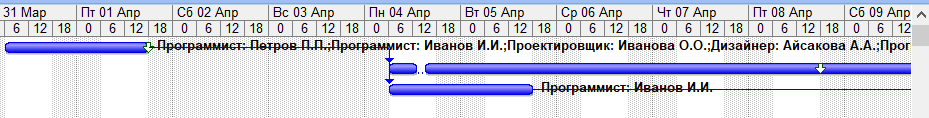 31 Мар Пт 01 Апр Сб 02 Апр Вс 03 Апр Пн 04 Апр Вт 05 Апр Ср 06 Апр Чт 07 Апр Пт 08 Апр Сб 09 Апр
6 12 18 0 6 12 18 0 6 12 18 0 6 12 18 0 6 12 18 0 6 12 18 0 6 12 18 0 6 12 18 0 6 12 18 0 6 12
Программист: Петров П.П.;Программист: Иванов И.И.;Проектировщик: Иванова О.О.;Дизайнер: Айсакова А.А.;Прог
Программист: Иванов И.И.